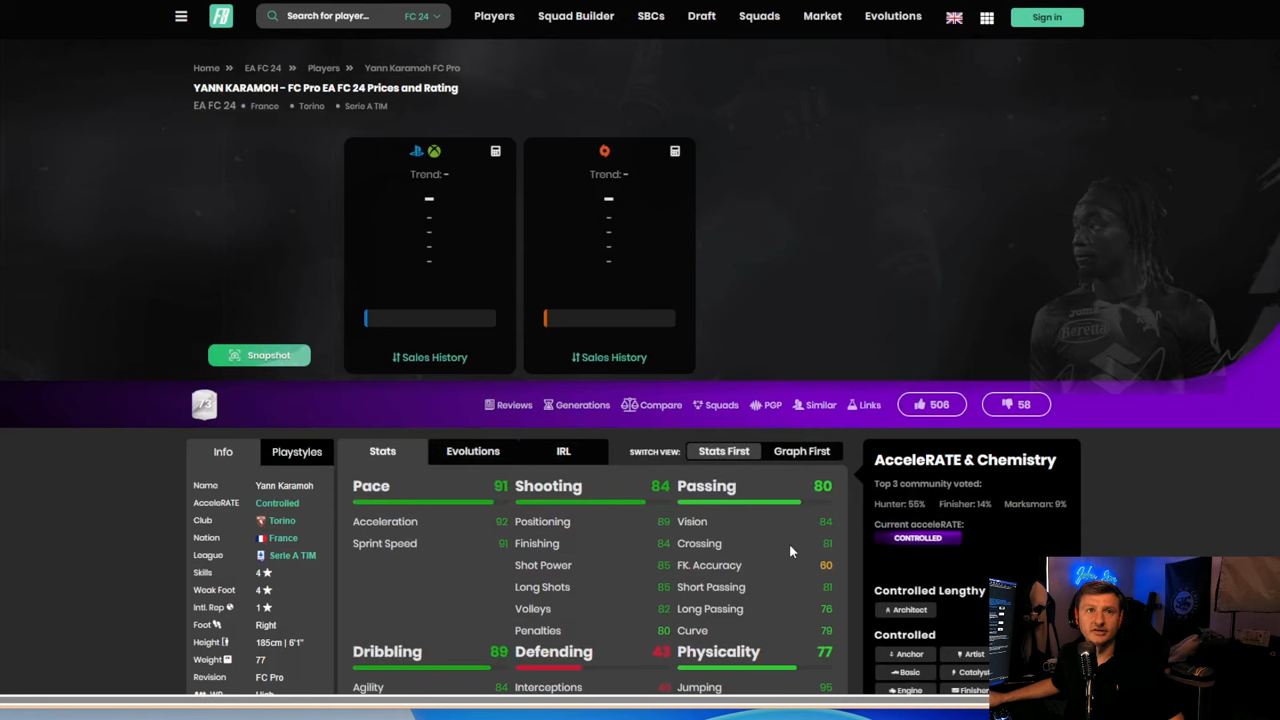 Search for player...
FC 24
Players
Squad Builder
SBCs
Draft
Squads
Market
Evolutions
Sign in
Home » EA FC 24 » Players » Yann Karamoh FC Pro
YANN KARAMOH - FC Pro EA FC 24 Prices and Rating
EA FC 24 • France • Torino • Serie A TIM
Trend: -
Trend: -
Sales History
Sales History
Snapshot
73
Reviews
Generations
Compare
Squads
PGP
Similar
Links
506
58
Info
Playstyles
Stats
Evolutions
IRL
SWITCH VIEW:
Stats First
Graph First
Name Yann Karamoh
AcceleRATE Controlled
Club Torino
Nation France
League Serie A TIM
Skills 4
Weak Foot 4
Intl. Rep 1
Foot Right
Height 185cm | 6'1"
Weight 77
Revision FC Pro
Att. WR High
Pace 91
Acceleration 92
Sprint Speed 91
Shooting 84
Positioning 89
Finishing 84
Shot Power 85
Long Shots 85
Volleys 82
Penalties 80
Passing 80
Vision 84
Crossing 81
FK. Accuracy 60
Short Passing 81
Long Passing 76
Curve 79
Dribbling 89
Agility 84
Defending 43
Interceptions 40
Physicality 77
Jumping 95
AcceleRATE & Chemistry
Top 3 community voted:
Hunter: 55%
Finisher: 14%
Marksman: 9%
Current acceleRATE:
CONTROLLED
Controlled Lengthy
Architect
Controlled
Anchor
Artist
Basic
Catalyst
Engine
Finisher